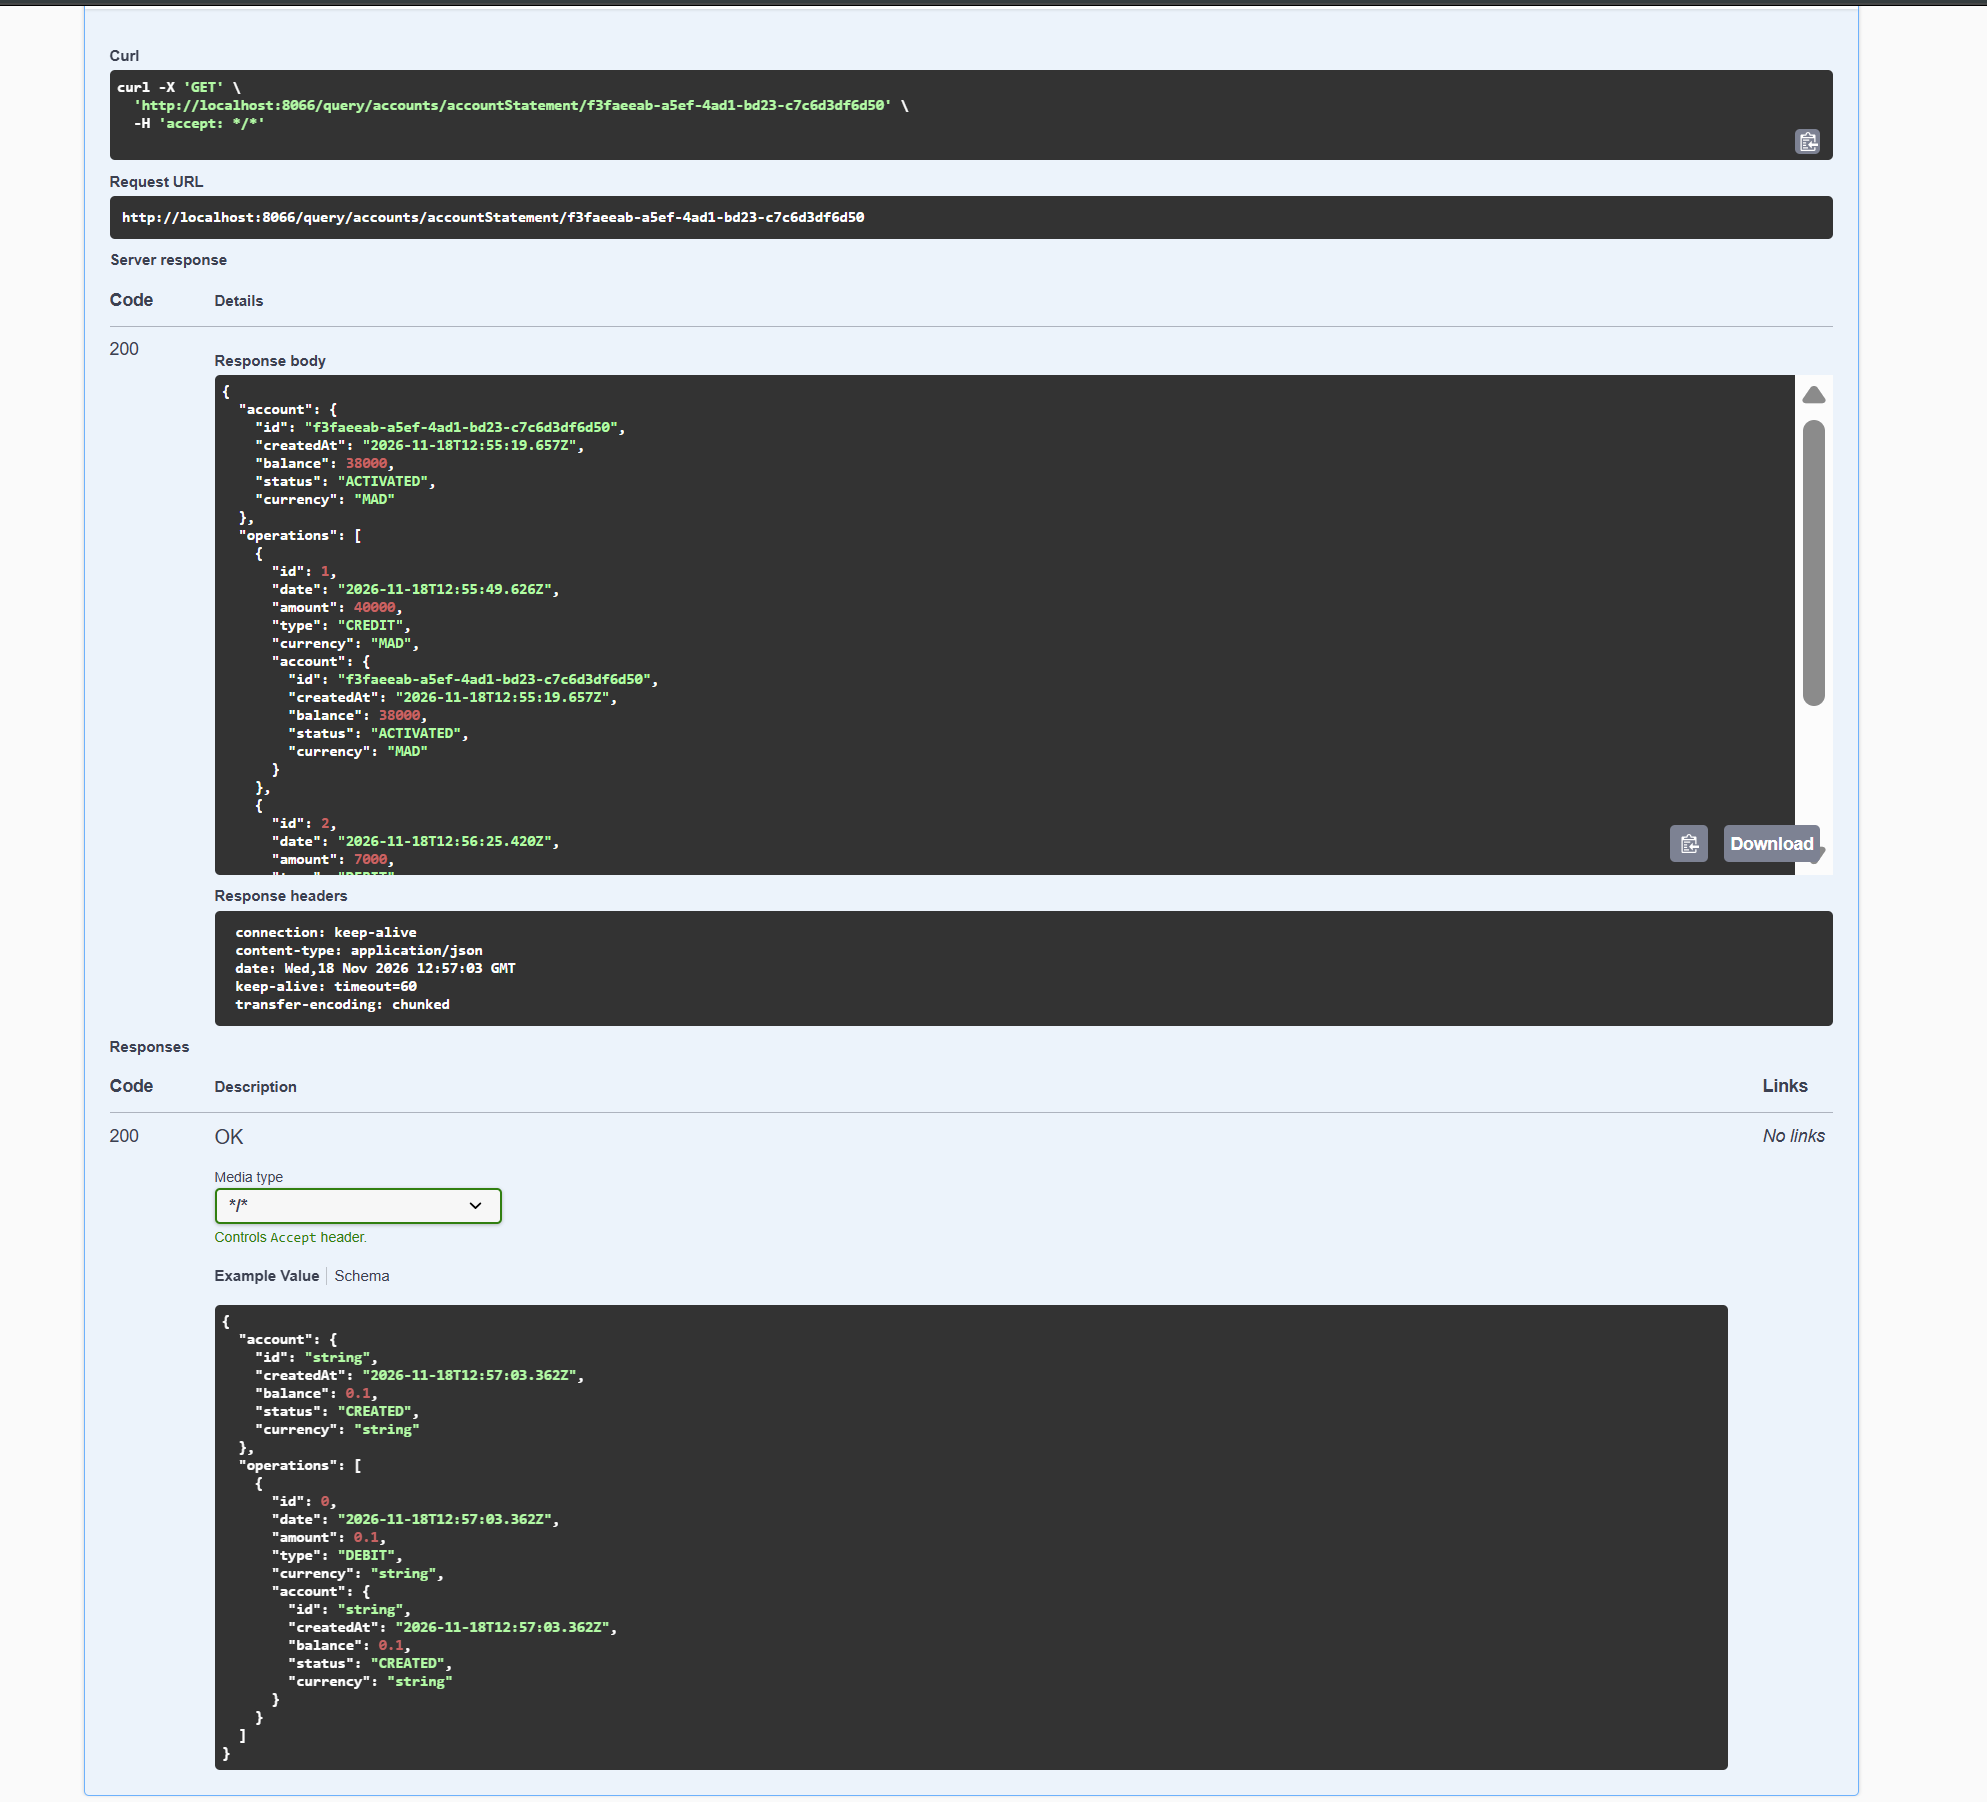 Curl
curl -X 'GET' \
  'http://localhost:8066/query/accounts/accountStatement/f3faeeab-a5ef-4ad1-bd23-c7c6d3df6d50' \
  -H 'accept: */*'
Request URL
http://localhost:8066/query/accounts/accountStatement/f3faeeab-a5ef-4ad1-bd23-c7c6d3df6d50
Server response
Code Details
200
Response body
{
  "account": {
    "id": "f3faeeab-a5ef-4ad1-bd23-c7c6d3df6d50",
    "createdAt": "2026-11-18T12:55:19.657Z",
    "balance": 38000,
    "status": "ACTIVATED",
    "currency": "MAD"
  },
  "operations": [
    {
      "id": 1,
      "date": "2026-11-18T12:55:49.626Z",
      "amount": 40000,
      "type": "CREDIT",
      "currency": "MAD",
      "account": {
        "id": "f3faeeab-a5ef-4ad1-bd23-c7c6d3df6d50",
        "createdAt": "2026-11-18T12:55:19.657Z",
        "balance": 38000,
        "status": "ACTIVATED",
        "currency": "MAD"
      }
    },
    {
      "id": 2,
      "date": "2026-11-18T12:56:25.420Z",
      "amount": 7000,
      "type": "DEBIT"
Download
Response headers
connection: keep-alive
content-type: application/json
date: Wed,18 Nov 2026 12:57:03 GMT
keep-alive: timeout=60
transfer-encoding: chunked
Responses
Code Description Links
200 OK No links
Media type
*/*
Controls Accept header.
Example Value Schema
{
  "account": {
    "id": "string",
    "createdAt": "2026-11-18T12:57:03.362Z",
    "balance": 0.1,
    "status": "CREATED",
    "currency": "string"
  },
  "operations": [
    {
      "id": 0,
      "date": "2026-11-18T12:57:03.362Z",
      "amount": 0.1,
      "type": "DEBIT",
      "currency": "string",
      "account": {
        "id": "string",
        "createdAt": "2026-11-18T12:57:03.362Z",
        "balance": 0.1,
        "status": "CREATED",
        "currency": "string"
      }
    }
  ]
}